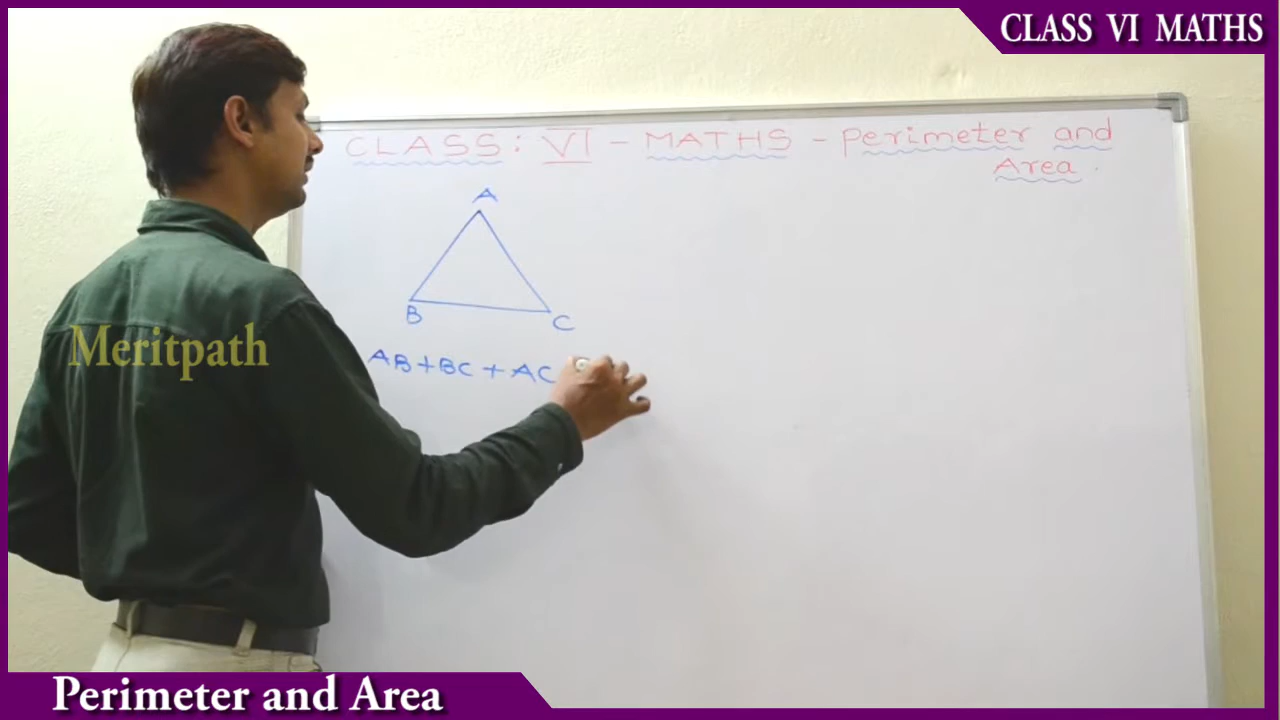 CLASS VI MATHS
CLASS: VI - MATHS - Perimeter and
Area.
A
B
C
Meritpath
AB+BC+AC
Perimeter and Area